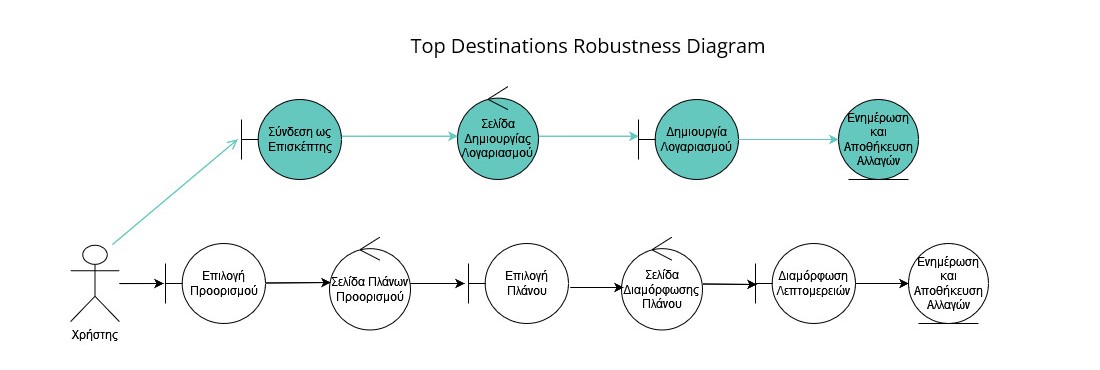 Top Destinations Robustness Diagram
Σύνδεση ως
Επισκέπτης
Σελίδα
Δημιουργίας
Λογαριασμού
Δημιουργία
Λογαριασμού
Ενημέρωση
και
Αποθήκευση
Αλλαγών
Χρήστης
Επιλογή
Προορισμού
Σελίδα Πλάνων
Προορισμού
Επιλογή
Πλάνου
Σελίδα
Διαμόρφωσης
Πλάνου
Διαμόρφωση
Λεπτομερειών
Ενημέρωση
και
Αποθήκευση
Αλλαγών